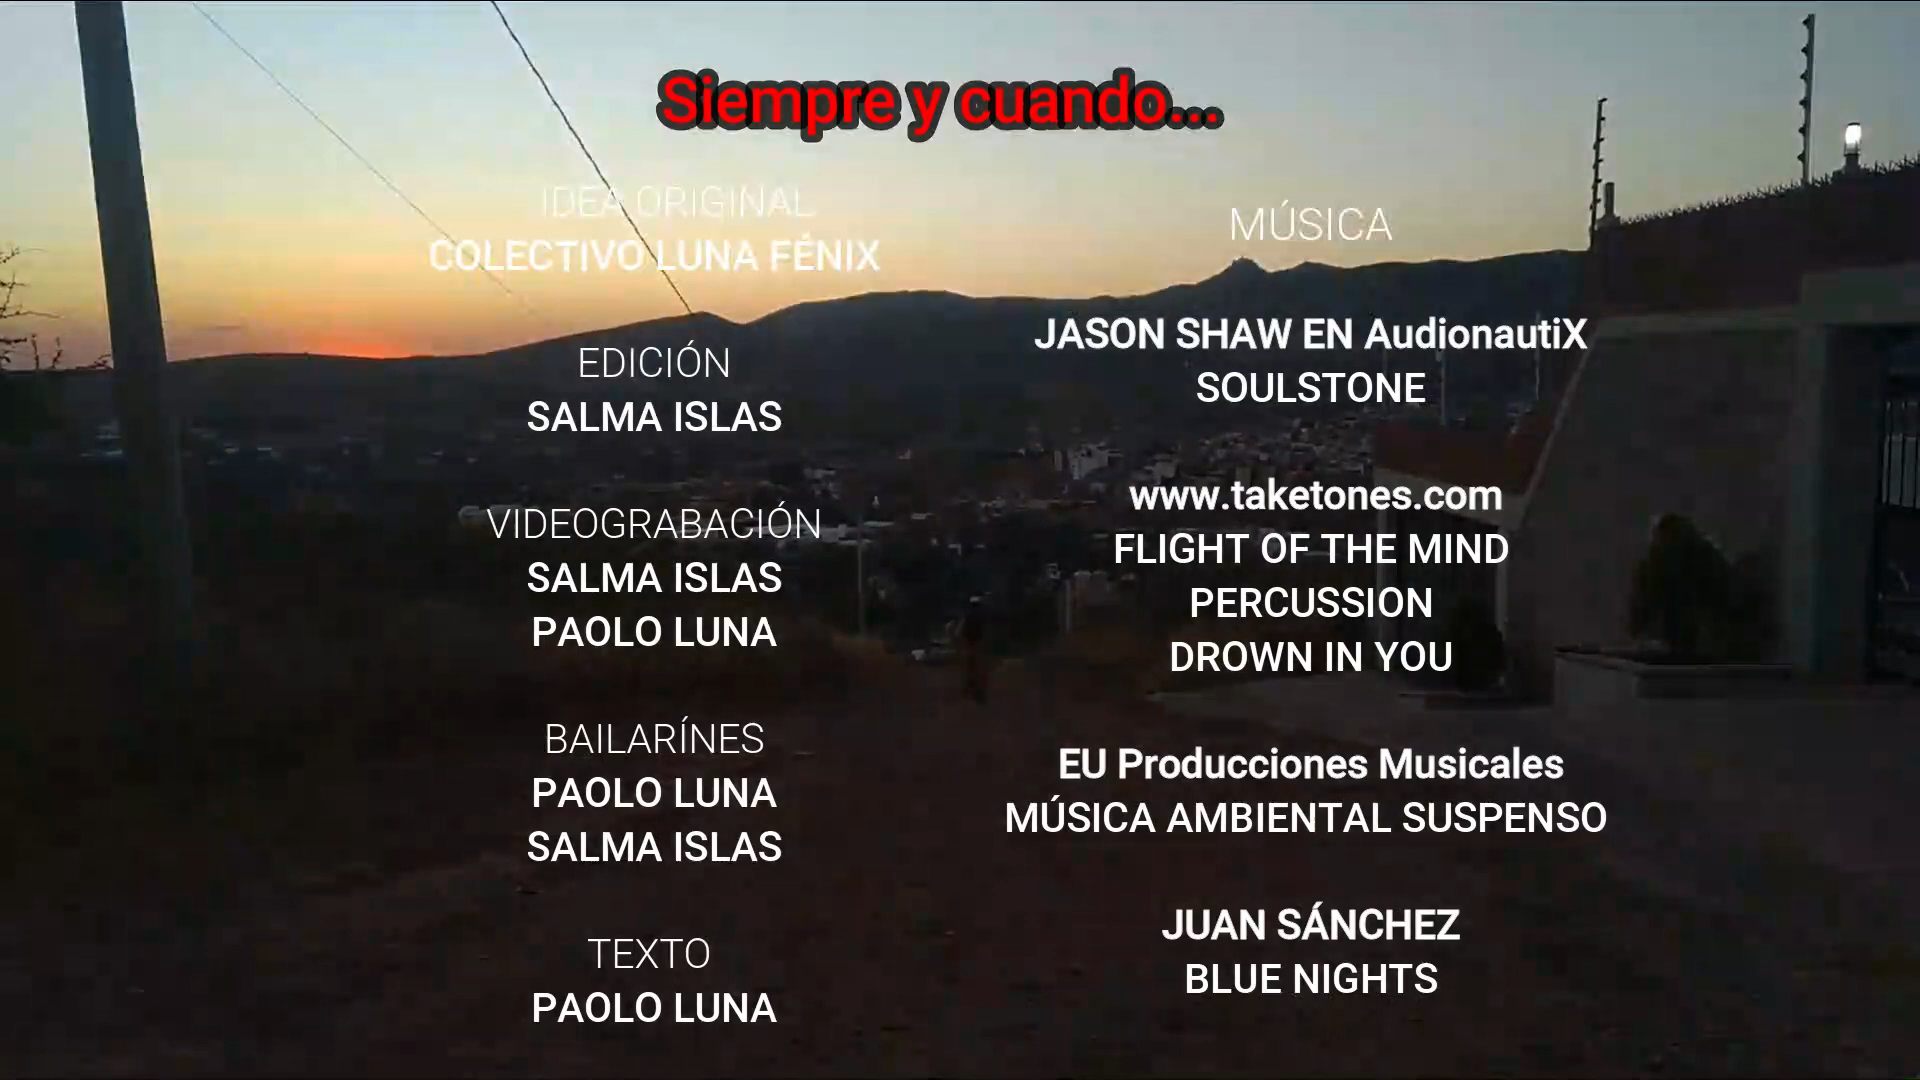 Siempre y cuando...
IDEA ORIGINAL
COLECTIVO LUNA FÉNIX
EDICIÓN
SALMA ISLAS
VIDEOGRABACIÓN
SALMA ISLAS
PAOLO LUNA
BAILARÍNES
PAOLO LUNA
SALMA ISLAS
TEXTO
PAOLO LUNA
MÚSICA
JASON SHAW EN AudionautiX
SOULSTONE
www.taketones.com
FLIGHT OF THE MIND
PERCUSSION
DROWN IN YOU
EU Producciones Musicales
MÚSICA AMBIENTAL SUSPENSO
JUAN SÁNCHEZ
BLUE NIGHTS